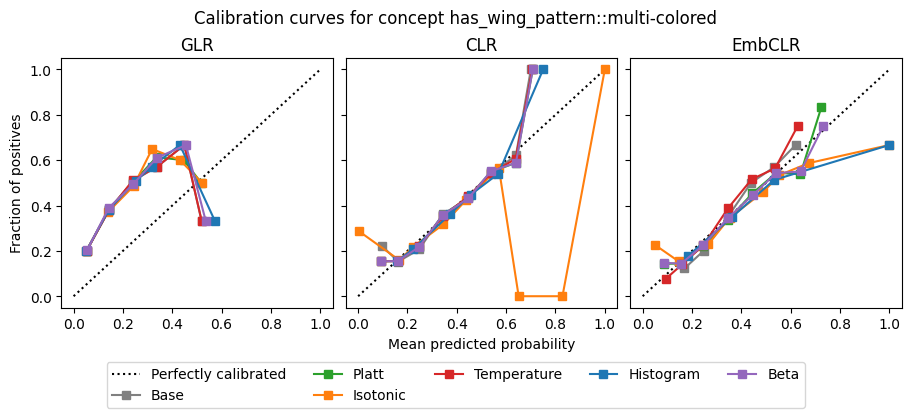 Calibration curves for concept has_wing_pattern::multi-colored
GLR
CLR
EmbCLR
Fraction of positives
1.0
0.8
0.6
0.4
0.2
0.0
0.0 0.2 0.4 0.6 0.8 1.0
0.0 0.2 0.4 0.6 0.8 1.0
0.0 0.2 0.4 0.6 0.8 1.0
Mean predicted probability
Perfectly calibrated
Base
Platt
Isotonic
Temperature
Histogram
Beta